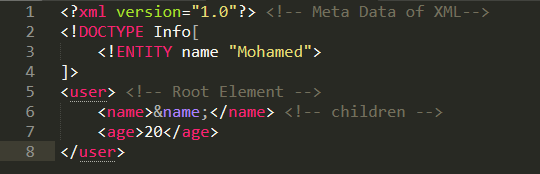 1 <?xml version="1.0"?> <!-- Meta Data of XML-->
2 <!DOCTYPE Info[
3     <!ENTITY name "Mohamed">
4 ]>
5 <user> <!-- Root Element -->
6     <name>&name;</name> <!-- children -->
7     <age>20</age>
8 </user>